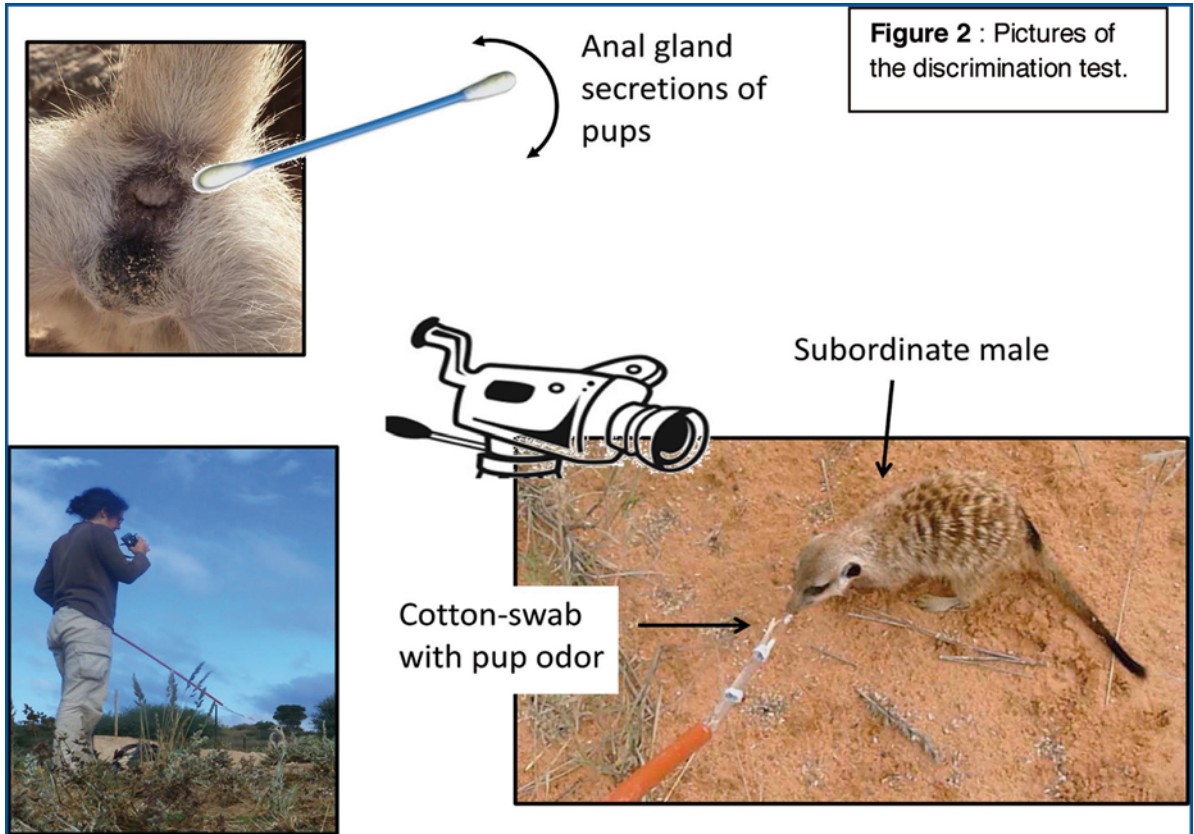 Anal gland
secretions of
pups
Figure 2 : Pictures of
the discrimination test.
Subordinate male
Cotton-swab
with pup odor